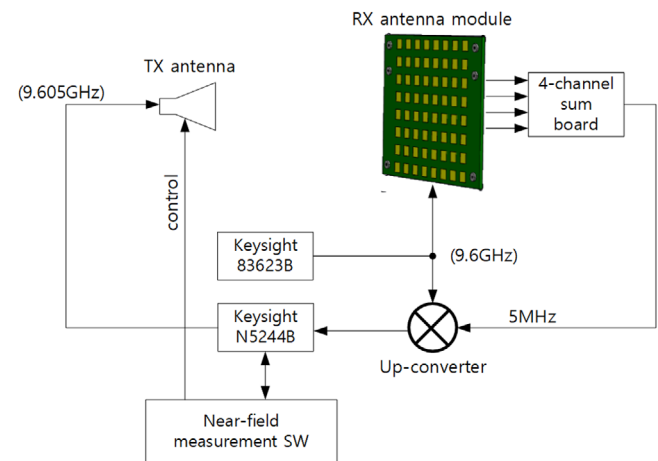 RX antenna module
TX antenna
(9.605GHz)
4-channel
sum
board
control
Keysight
83623B
(9.6GHz)
Keysight
N5244B
5MHz
Up-converter
Near-field
measurement SW